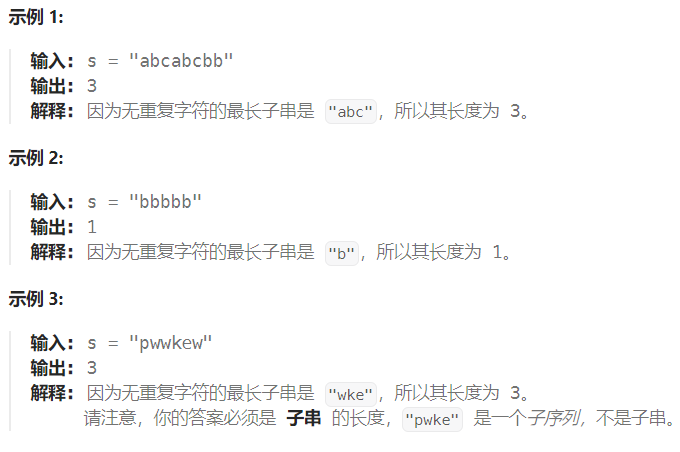 示例 1:
输入: s = "abcabcbb"
输出: 3
解释: 因为无重复字符的最长子串是 "abc",所以其长度为 3。
示例 2:
输入: s = "bbbbb"
输出: 1
解释: 因为无重复字符的最长子串是 "b",所以其长度为 1。
示例 3:
输入: s = "pwwkew"
输出: 3
解释: 因为无重复字符的最长子串是 "wke",所以其长度为 3。
请注意,你的答案必须是 子串 的长度,"pwke" 是一个子序列,不是子串。